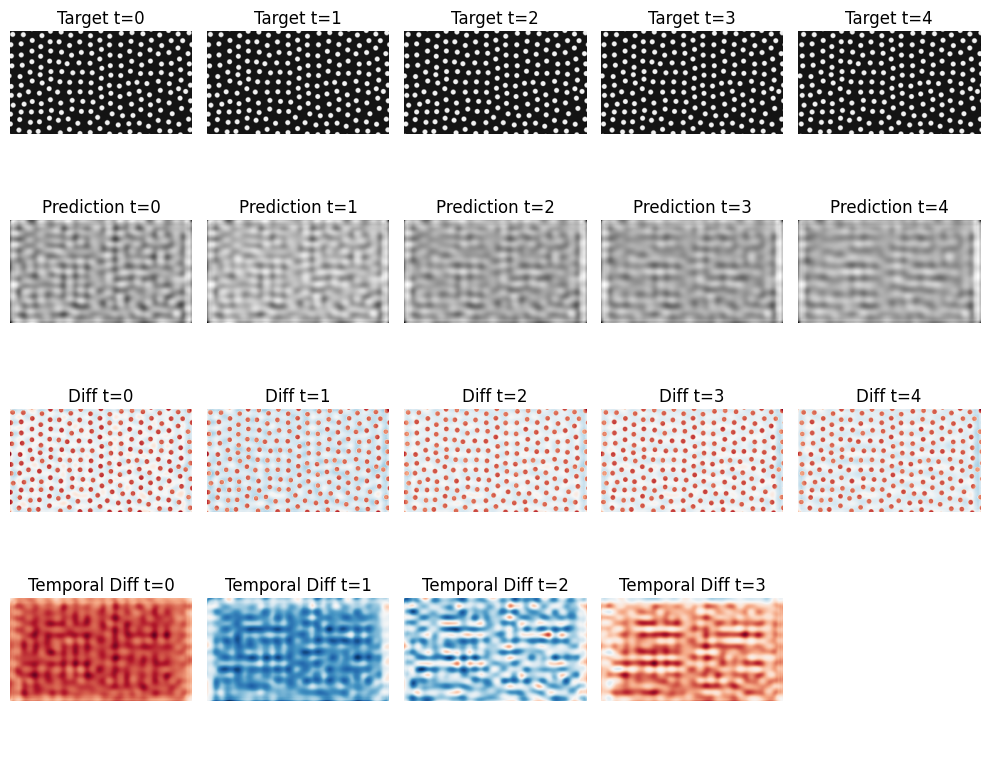 Target t=0 Target t=1 Target t=2 Target t=3 Target t=4
Prediction t=0 Prediction t=1 Prediction t=2 Prediction t=3 Prediction t=4
Diff t=0 Diff t=1 Diff t=2 Diff t=3 Diff t=4
Temporal Diff t=0 Temporal Diff t=1 Temporal Diff t=2 Temporal Diff t=3